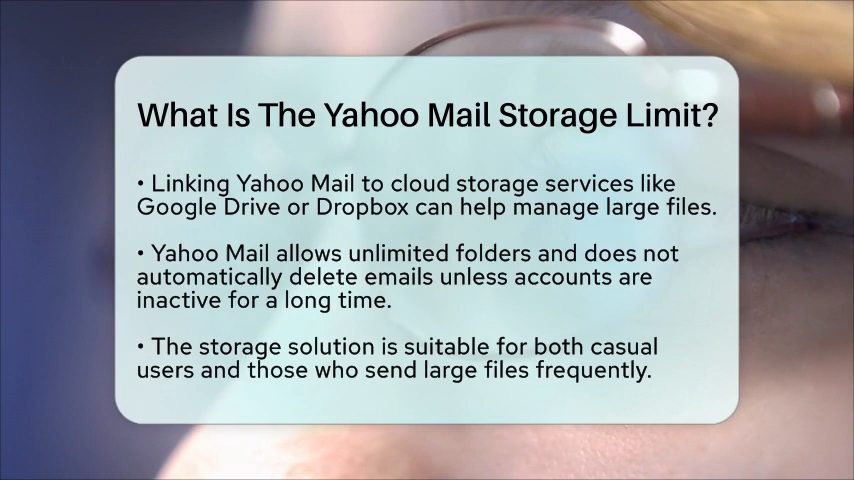 What Is The Yahoo Mail Storage Limit?
• Linking Yahoo Mail to cloud storage services like
Google Drive or Dropbox can help manage large files.
• Yahoo Mail allows unlimited folders and does not
automatically delete emails unless accounts are
inactive for a long time.
• The storage solution is suitable for both casual
users and those who send large files frequently.